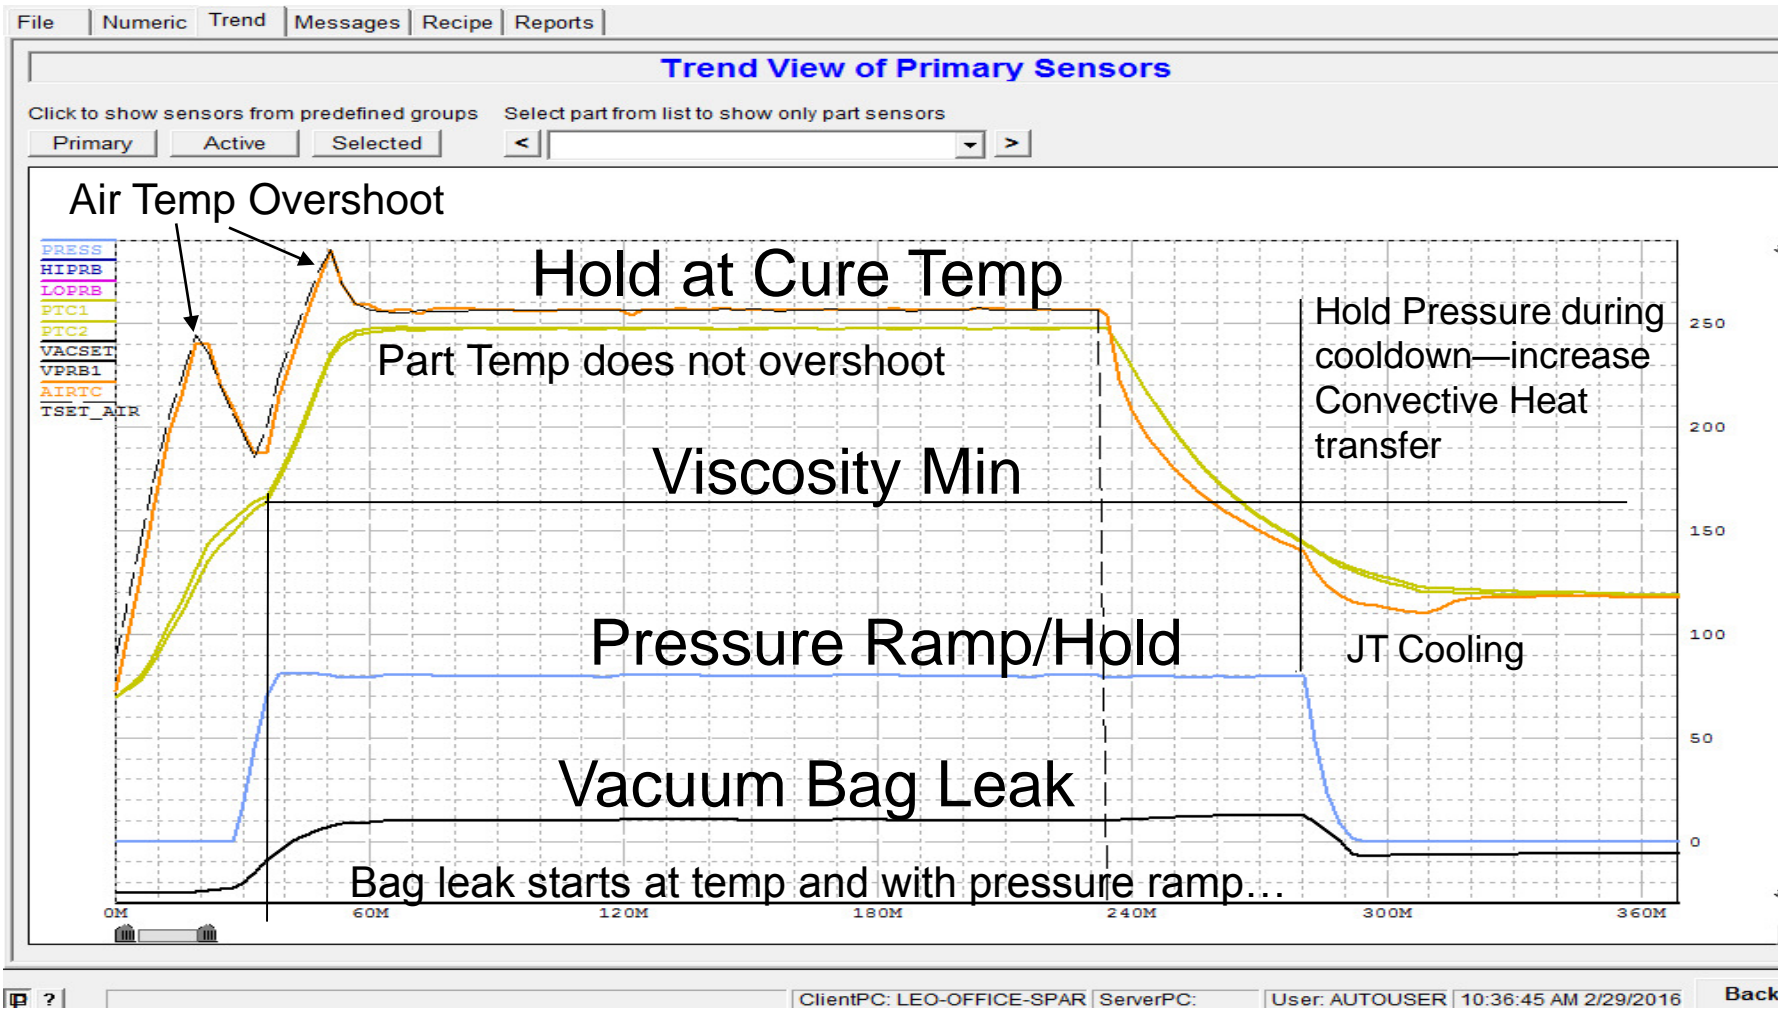 File Numeric Trend Messages Recipe Reports
Trend View of Primary Sensors
Click to show sensors from predefined groups Select part from list to show only part sensors
Primary Active Selected < >
Air Temp Overshoot
PRESS
HIPRB
LOPRB
PTC1
PTC2
VACSET
VPRB1
AIRTC
TSET_AIR
Hold at Cure Temp
Part Temp does not overshoot
Hold Pressure during
cooldown—increase
Convective Heat
transfer
Viscosity Min
Pressure Ramp/Hold
JT Cooling
Vacuum Bag Leak
Bag leak starts at temp and with pressure ramp…
250
200
150
100
50
0
0M 60M 120M 180M 240M 300M 360M
P ? ClientPC: LEO-OFFICE-SPAR ServerPC: User: AUTOUSER 10:36:45 AM 2/29/2016 Back